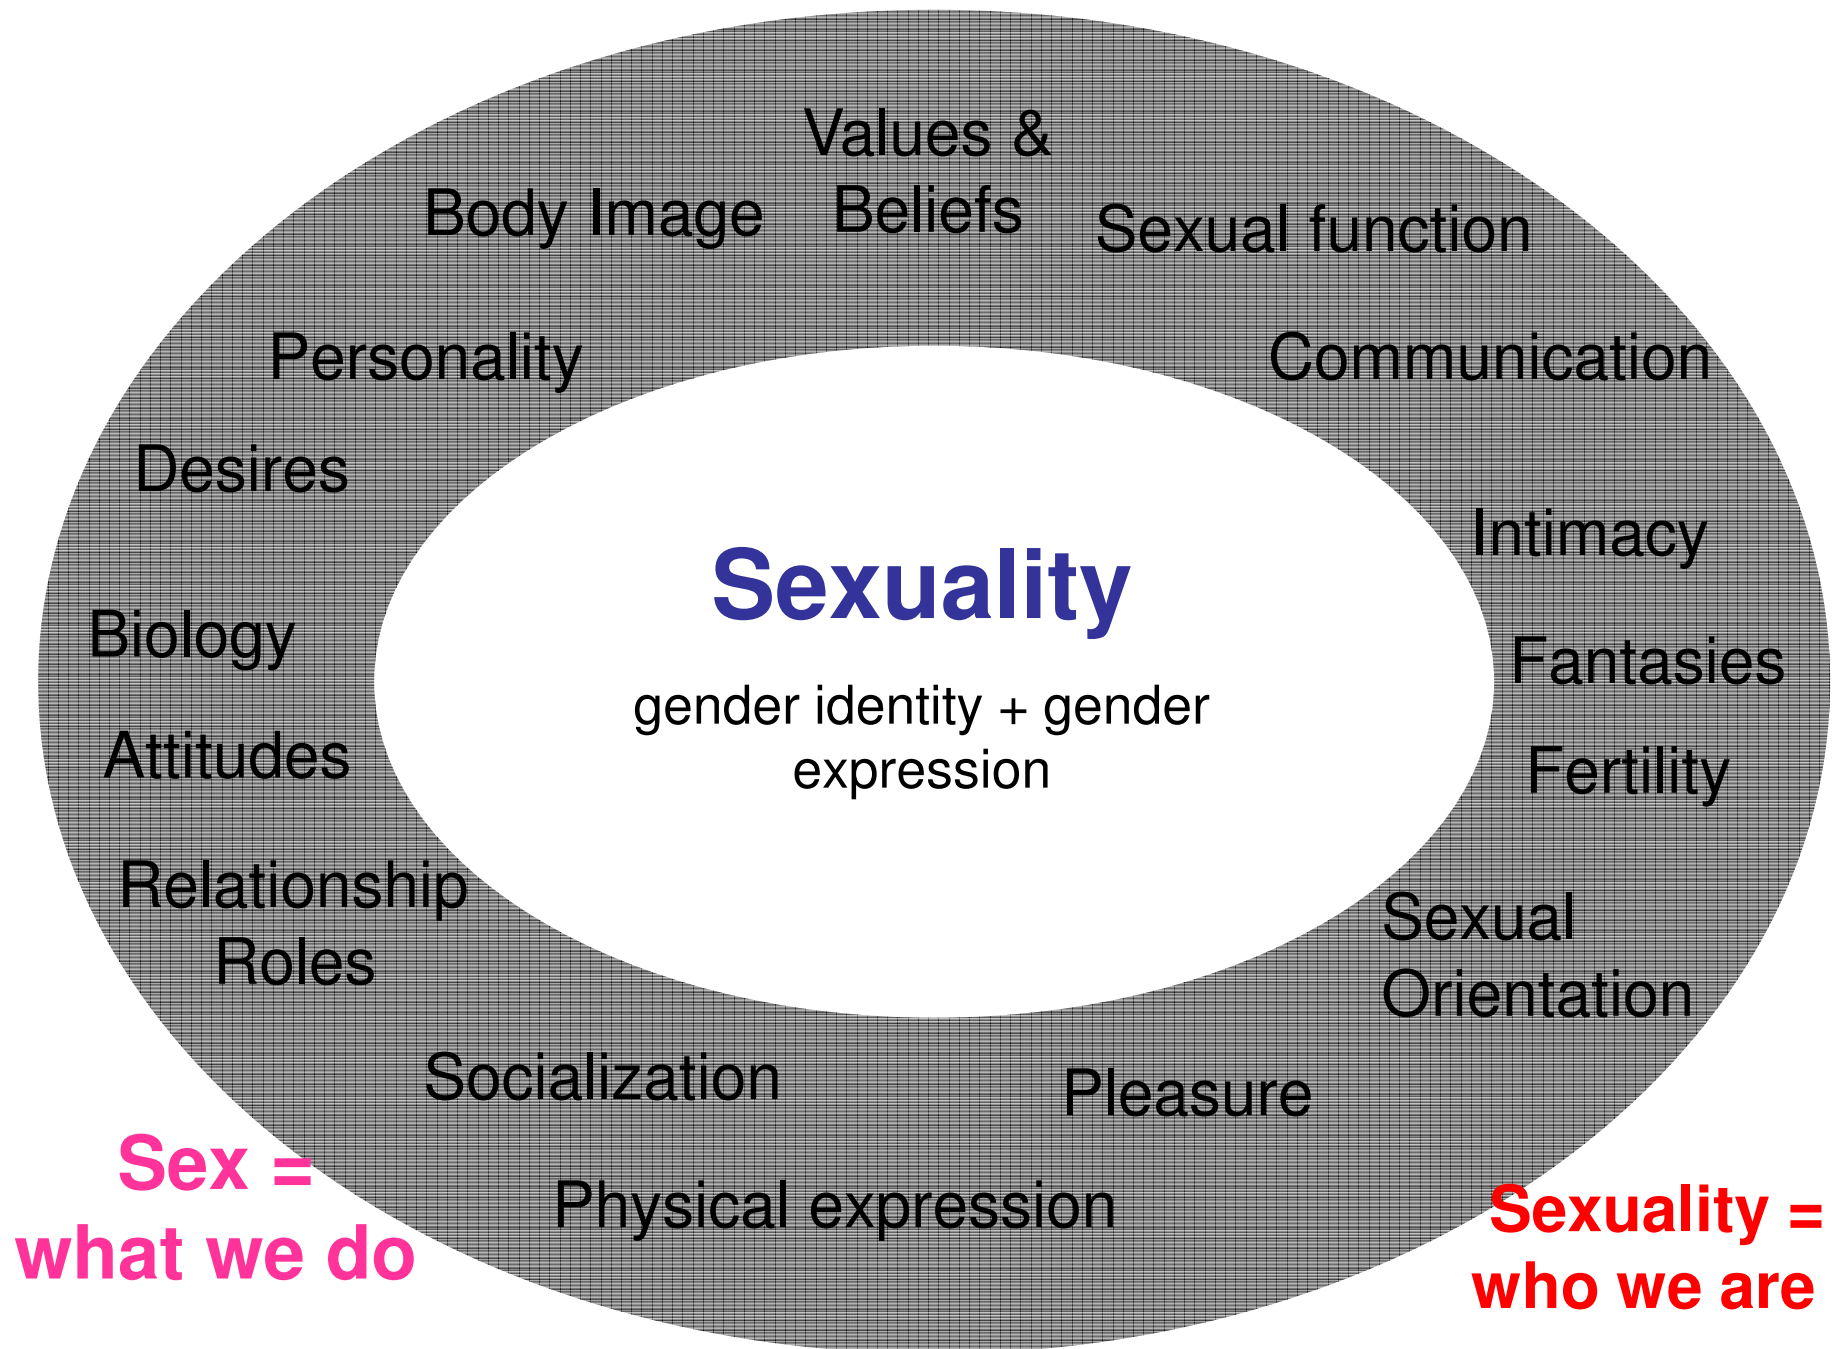 Values &
Beliefs
Body Image
Sexual function
Personality
Communication
Desires
Intimacy
Sexuality
gender identity + gender
expression
Biology
Fantasies
Attitudes
Fertility
Relationship
Roles
Sexual
Orientation
Socialization
Pleasure
Physical expression
Sex =
what we do
Sexuality =
who we are